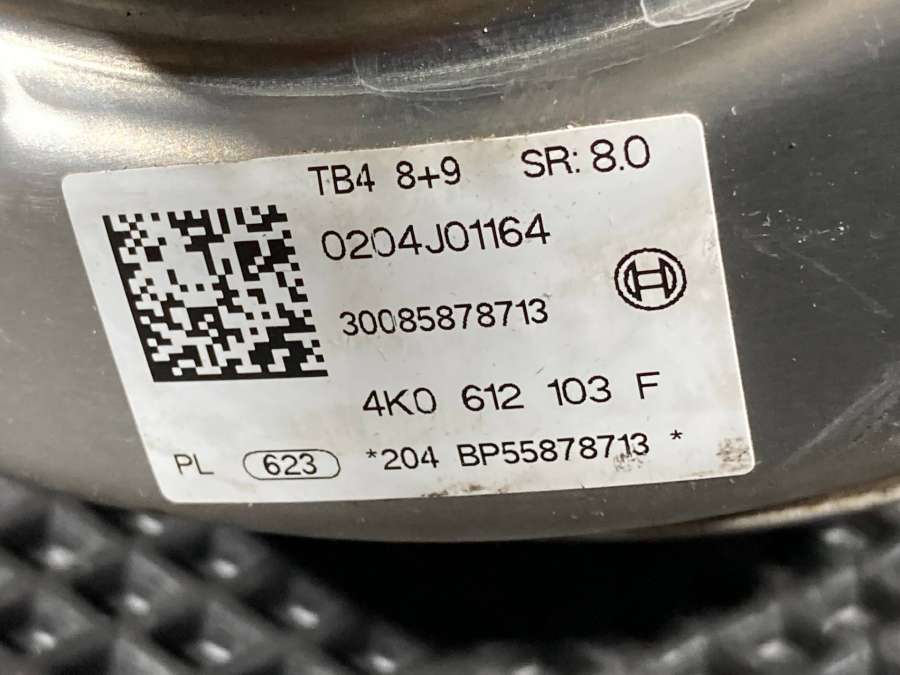 TB4 8+9 SR: 8.0
0204J01164
30085878713
4K0 612 103 F
PL 623 *204 BP55878713 *